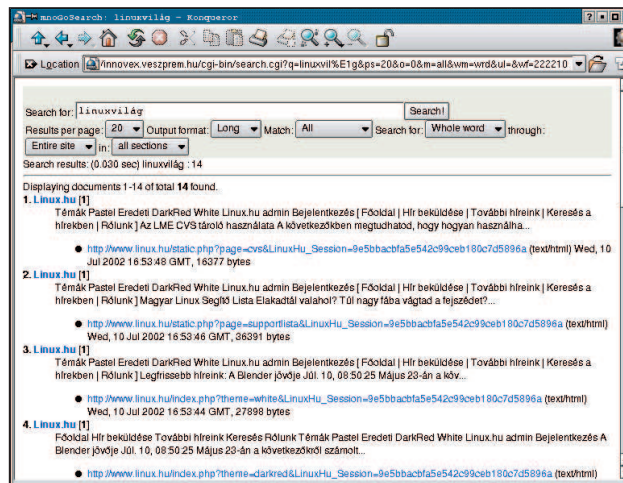 mnoGoSearch: linuxvilág - Konqueror
Location /innovex.veszprem.hu/cgi-bin/search.cgi?q=linuxvil%E1g&ps=20&o=0&m=all&wm=wrd&ul=&wf=222210
Search for: linuxvilág Search!
Results per page: 20 Output format: Long Match: All Search for: Whole word through:
Entire site in: all sections
Search results: (0.030 sec) linuxvilág : 14
Displaying documents 1-14 of total 14 found.
1. Linux.hu [1]
Témák Pastel Eredeti DarkRed White Linux.hu admin Bejelentkezés [ Főoldal | Hír beküldése | További híreink | Keresés a
hírekben | Rólunk ] Az LME CVS tároló használata A következőkben megtudhatod, hogy hogyan használha...
http://www.linux.hu/static.php?page=cvs&LinuxHu_Session=9e5bbacbfa5e542c99ceb180c7d5896a (text/html) Wed, 10
Jul 2002 16:53:48 GMT, 16377 bytes
2. Linux.hu [1]
Témák Pastel Eredeti DarkRed White Linux.hu admin Bejelentkezés [ Főoldal | Hír beküldése | További híreink | Keresés a
hírekben | Rólunk ] Magyar Linux Segítő Lista Elakadtál valahol? Túl nagy fába vágtad a fejszédet?...
http://www.linux.hu/static.php?page=supportlista&LinuxHu_Session=9e5bbacbfa5e542c99ceb180c7d5896a (text/html)
Wed, 10 Jul 2002 16:53:46 GMT, 36391 bytes
3. Linux.hu [1]
Témák Pastel Eredeti DarkRed White Linux.hu admin Bejelentkezés [ Főoldal | Hír beküldése | További híreink | Keresés a
hírekben | Rólunk ] Legfrissebb híreink: A Blender jövője Júl. 10, 08:50:25 Május 23-án a köv...
http://www.linux.hu/index.php?theme=white&LinuxHu_Session=9e5bbacbfa5e542c99ceb180c7d5896a (text/html)
Wed, 10 Jul 2002 16:53:44 GMT, 27898 bytes
4. Linux.hu [1]
Főoldal Hír beküldése További híreink Keresés Rólunk Témák Pastel Eredeti DarkRed White Linux.hu admin Bejelentkezés A
Blender jövője Júl. 10, 08:50:25 Május 23-án a következőkről számolt...
http://www.linux.hu/index.php?theme=darkred&LinuxHu_Session=9e5bbacbfa5e542c99ceb180c7d5896a (text/html)